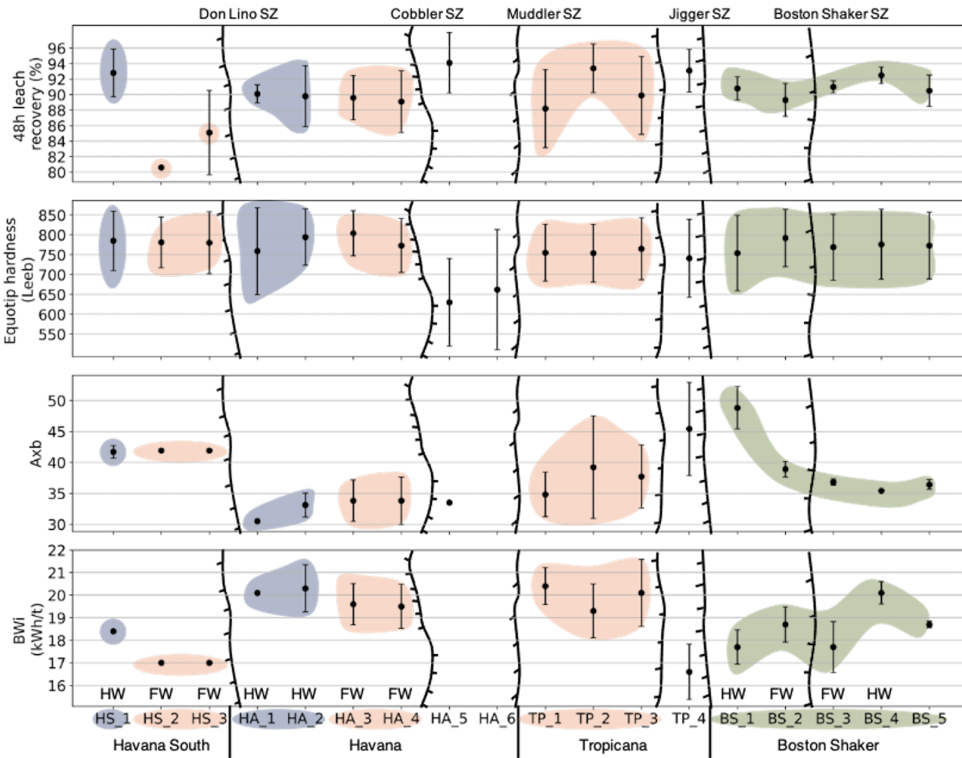 Don Lino SZ Cobbler SZ Muddler SZ Jigger SZ Boston Shaker SZ
48h leach
recovery (%)
96
94
92
90
88
86
84
82
80
Equotip hardness
(Leeb)
850
800
750
700
650
600
550
Axb
50
45
40
35
30
BWi
(kWh/t)
22
21
20
19
18
17
16
HW FW FW HW HW FW FW HW FW FW HW
HS_1 HS_2 HS_3 HA_1 HA_2 HA_3 HA_4 HA_5 HA_6 TP_1 TP_2 TP_3 TP_4 BS_1 BS_2 BS_3 BS_4 BS_5
Havana South Havana Tropicana Boston Shaker